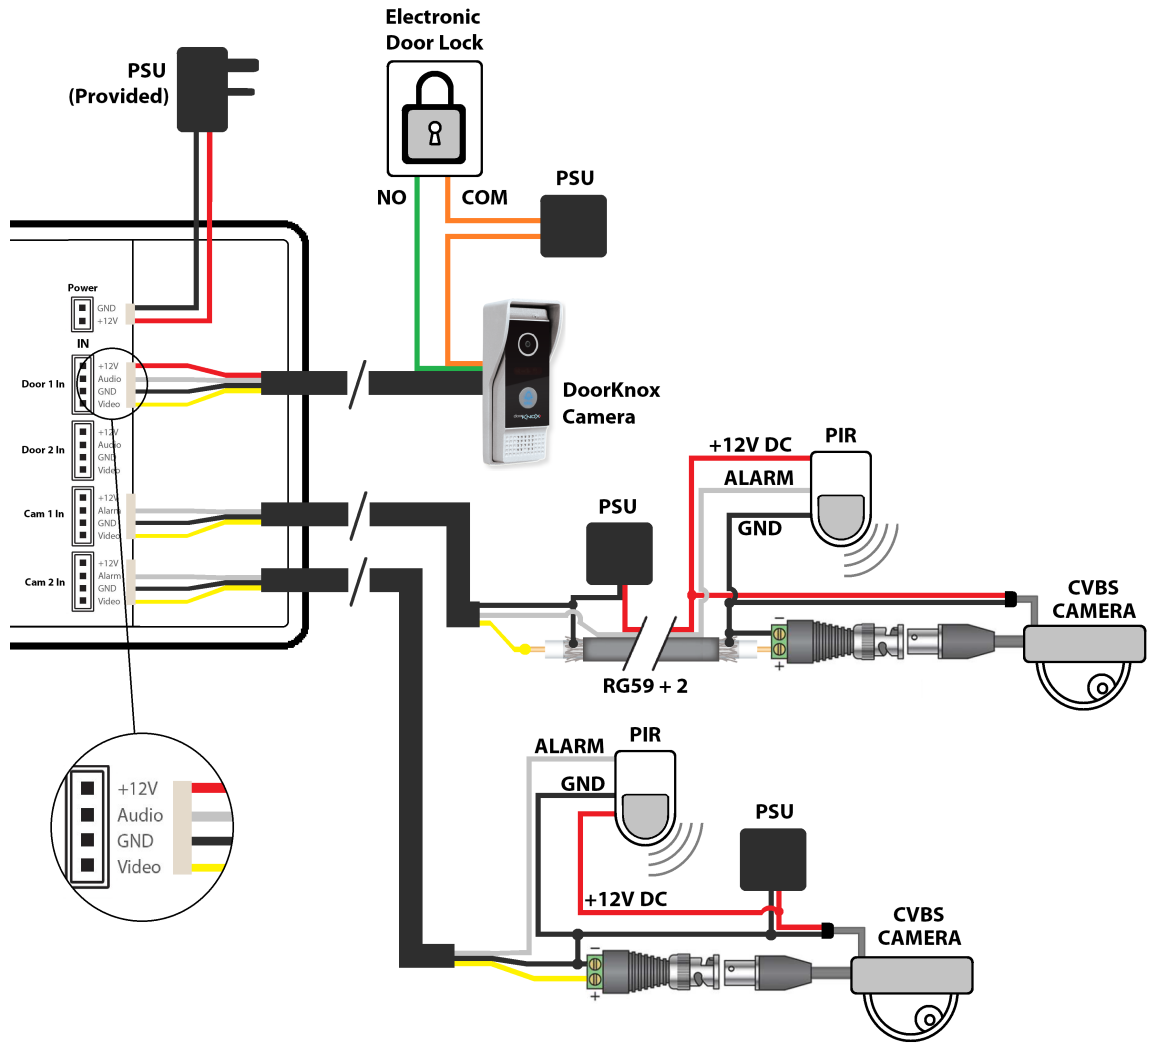 Electronic
Door Lock
PSU
(Provided)
NO
COM
PSU
Power
GND
+12V
IN
Door 1 In
+12V
Audio
GND
Video
DoorKnox
Camera
Door 2 In
+12V
Audio
GND
Video
+12V DC
PIR
ALARM
GND
Cam 1 In
+12V
Alarm
GND
Video
PSU
Cam 2 In
+12V
Alarm
GND
Video
CVBS
CAMERA
−
+
RG59 + 2
ALARM
PIR
GND
+12V
Audio
GND
Video
PSU
+12V DC
CVBS
CAMERA
−
+